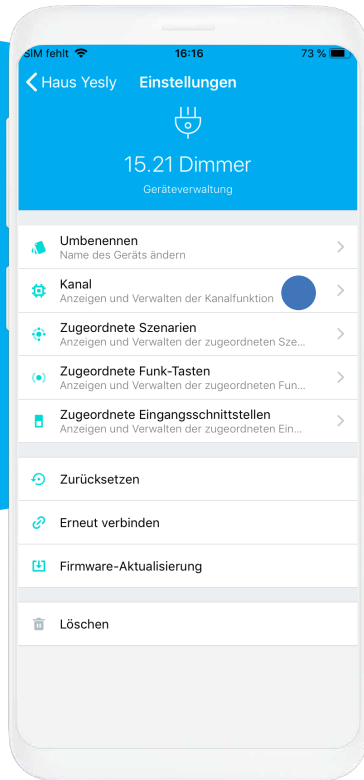 SIM fehlt 16:16 73 %
Haus Yesly Einstellungen
15.21 Dimmer
Geräteverwaltung
Umbenennen
Name des Geräts ändern
Kanal
Anzeigen und Verwalten der Kanalfunktion
Zugeordnete Szenarien
Anzeigen und Verwalten der zugeordneten Sze...
Zugeordnete Funk-Tasten
Anzeigen und Verwalten der zugeordneten Fun...
Zugeordnete Eingangsschnittstellen
Anzeigen und Verwalten der zugeordneten Ein...
Zurücksetzen
Erneut verbinden
Firmware-Aktualisierung
Löschen